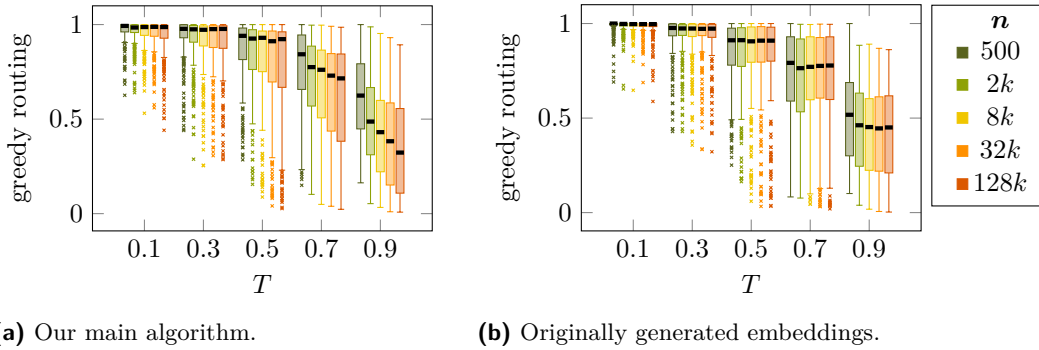 1
0.5
0
greedy routing
0.1 0.3 0.5 0.7 0.9
T
1
0.5
0
greedy routing
0.1 0.3 0.5 0.7 0.9
T
n
500
2k
8k
32k
128k
a) Our main algorithm.
(b) Originally generated embeddings.